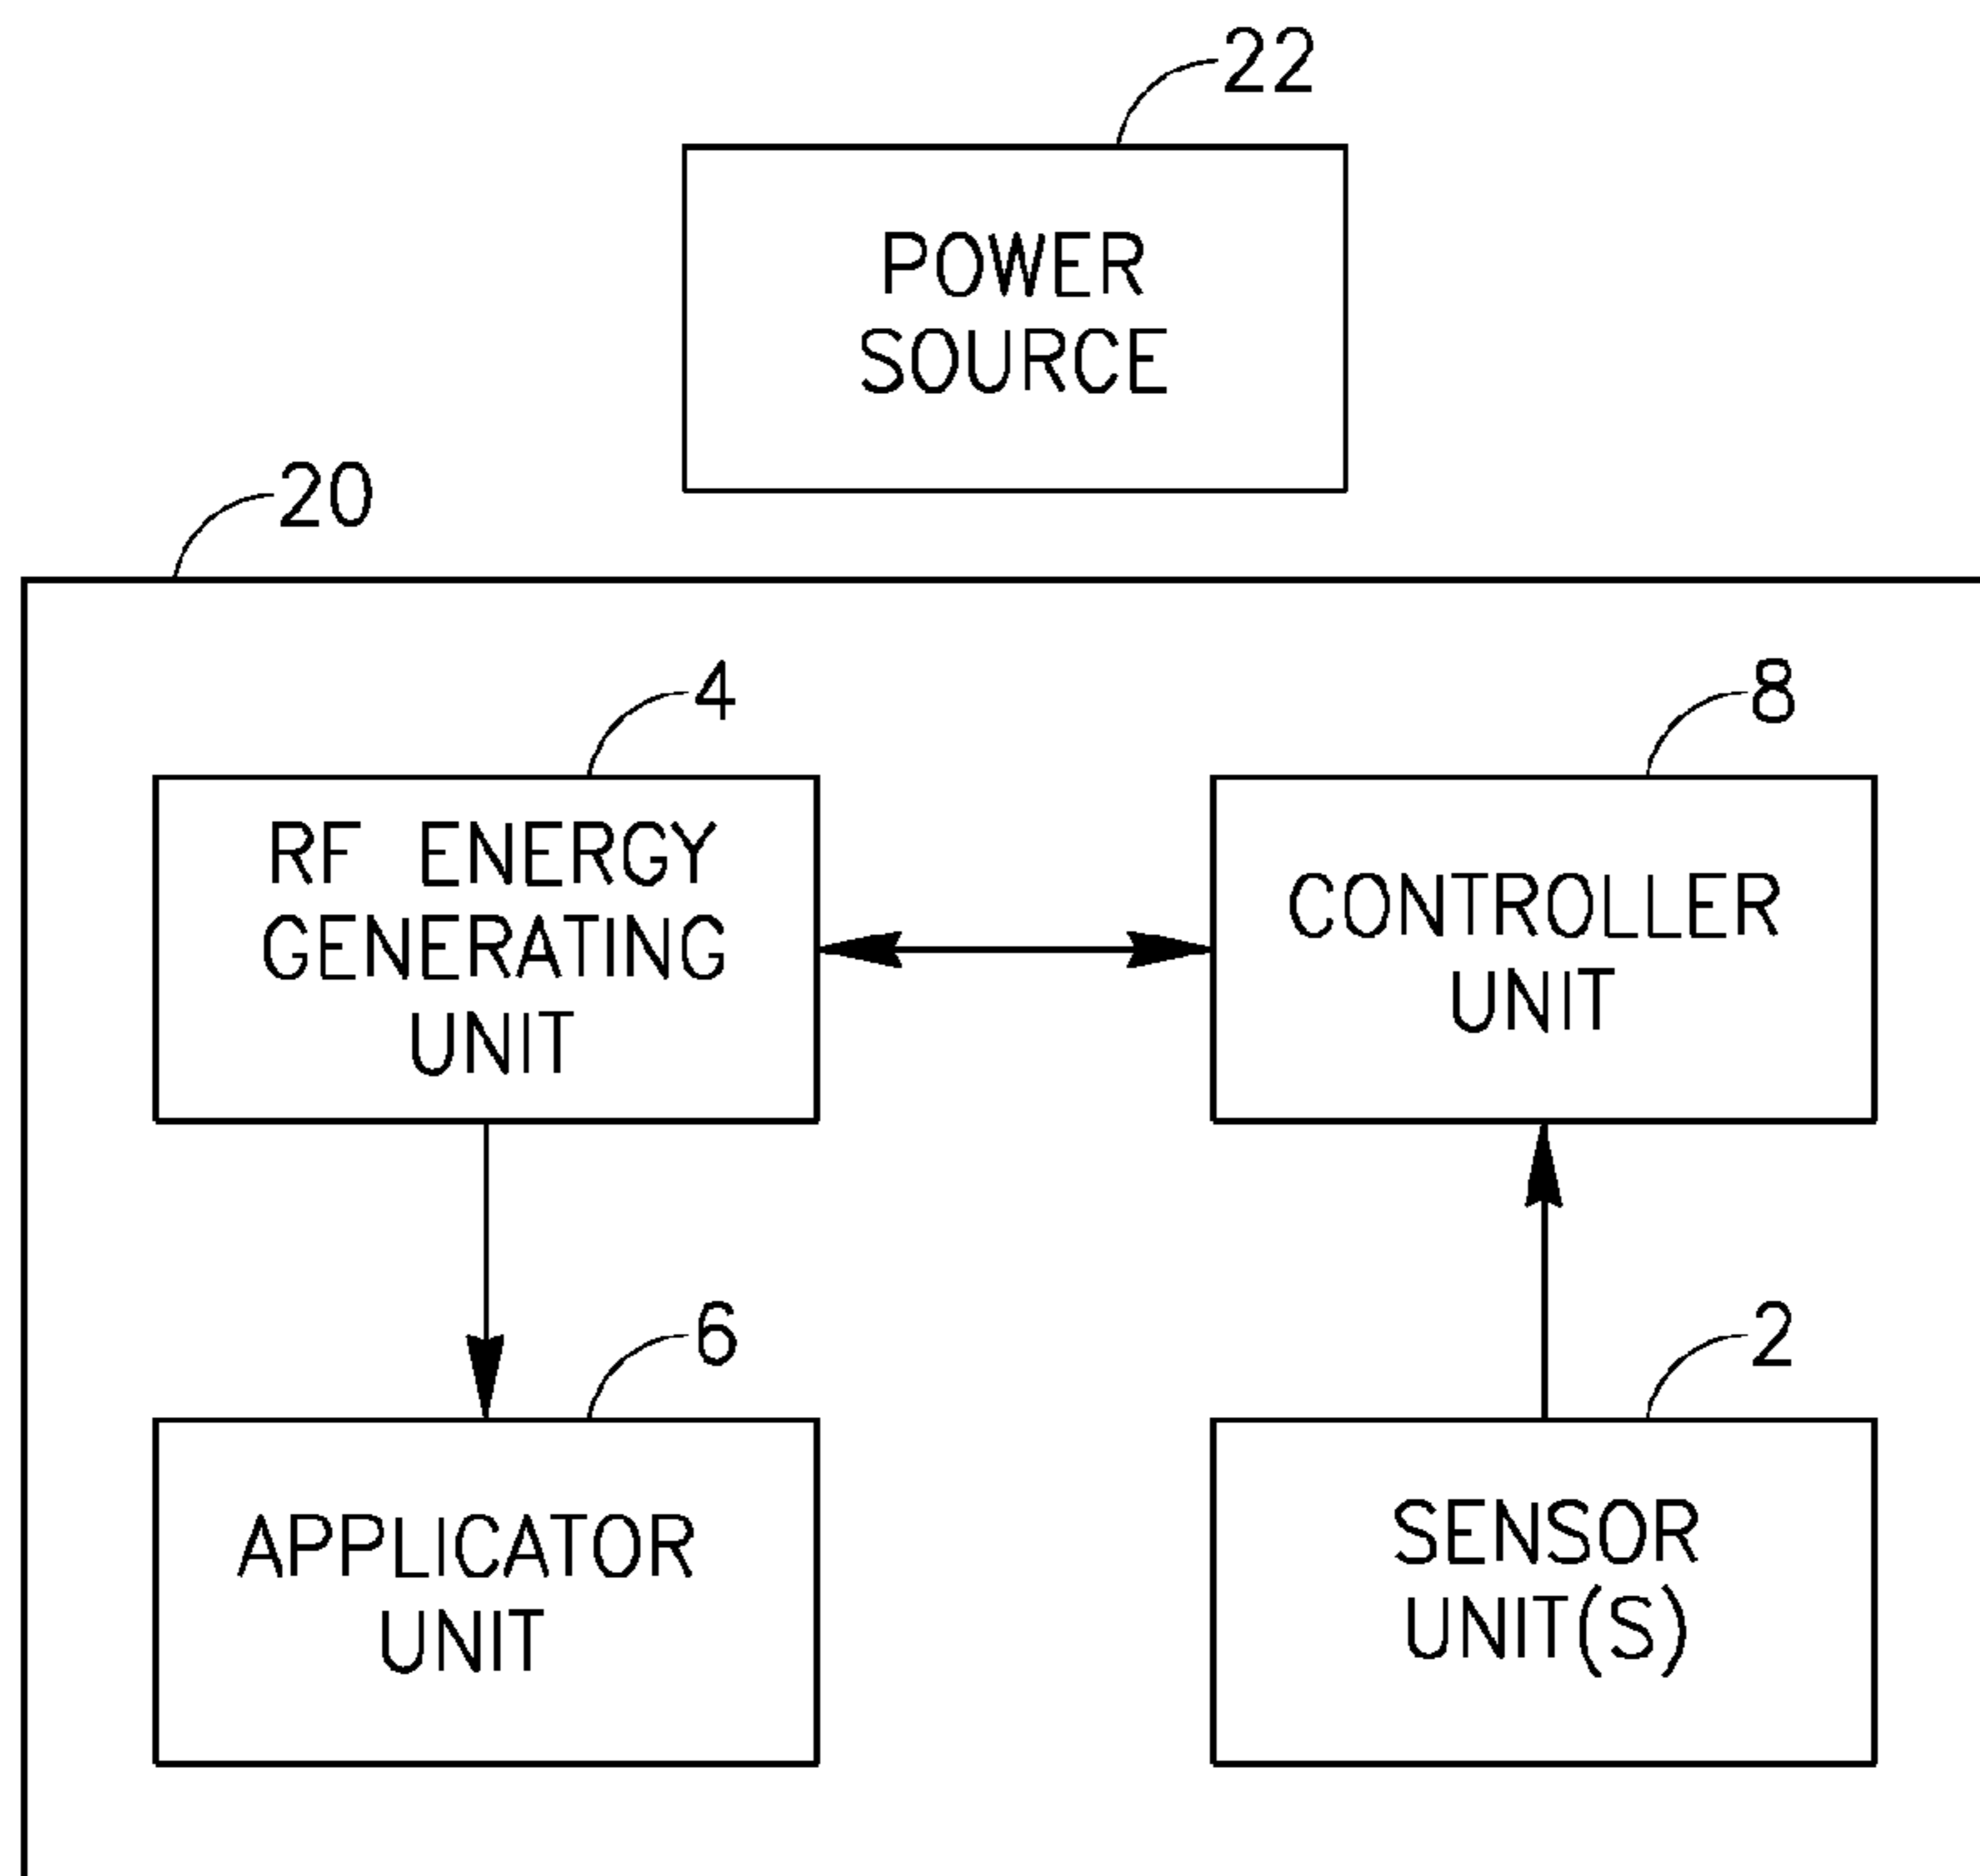 22
POWER
SOURCE
20
4
8
RF ENERGY
GENERATING
UNIT
CONTROLLER
UNIT
6
2
APPLICATOR
UNIT
SENSOR
UNIT(S)